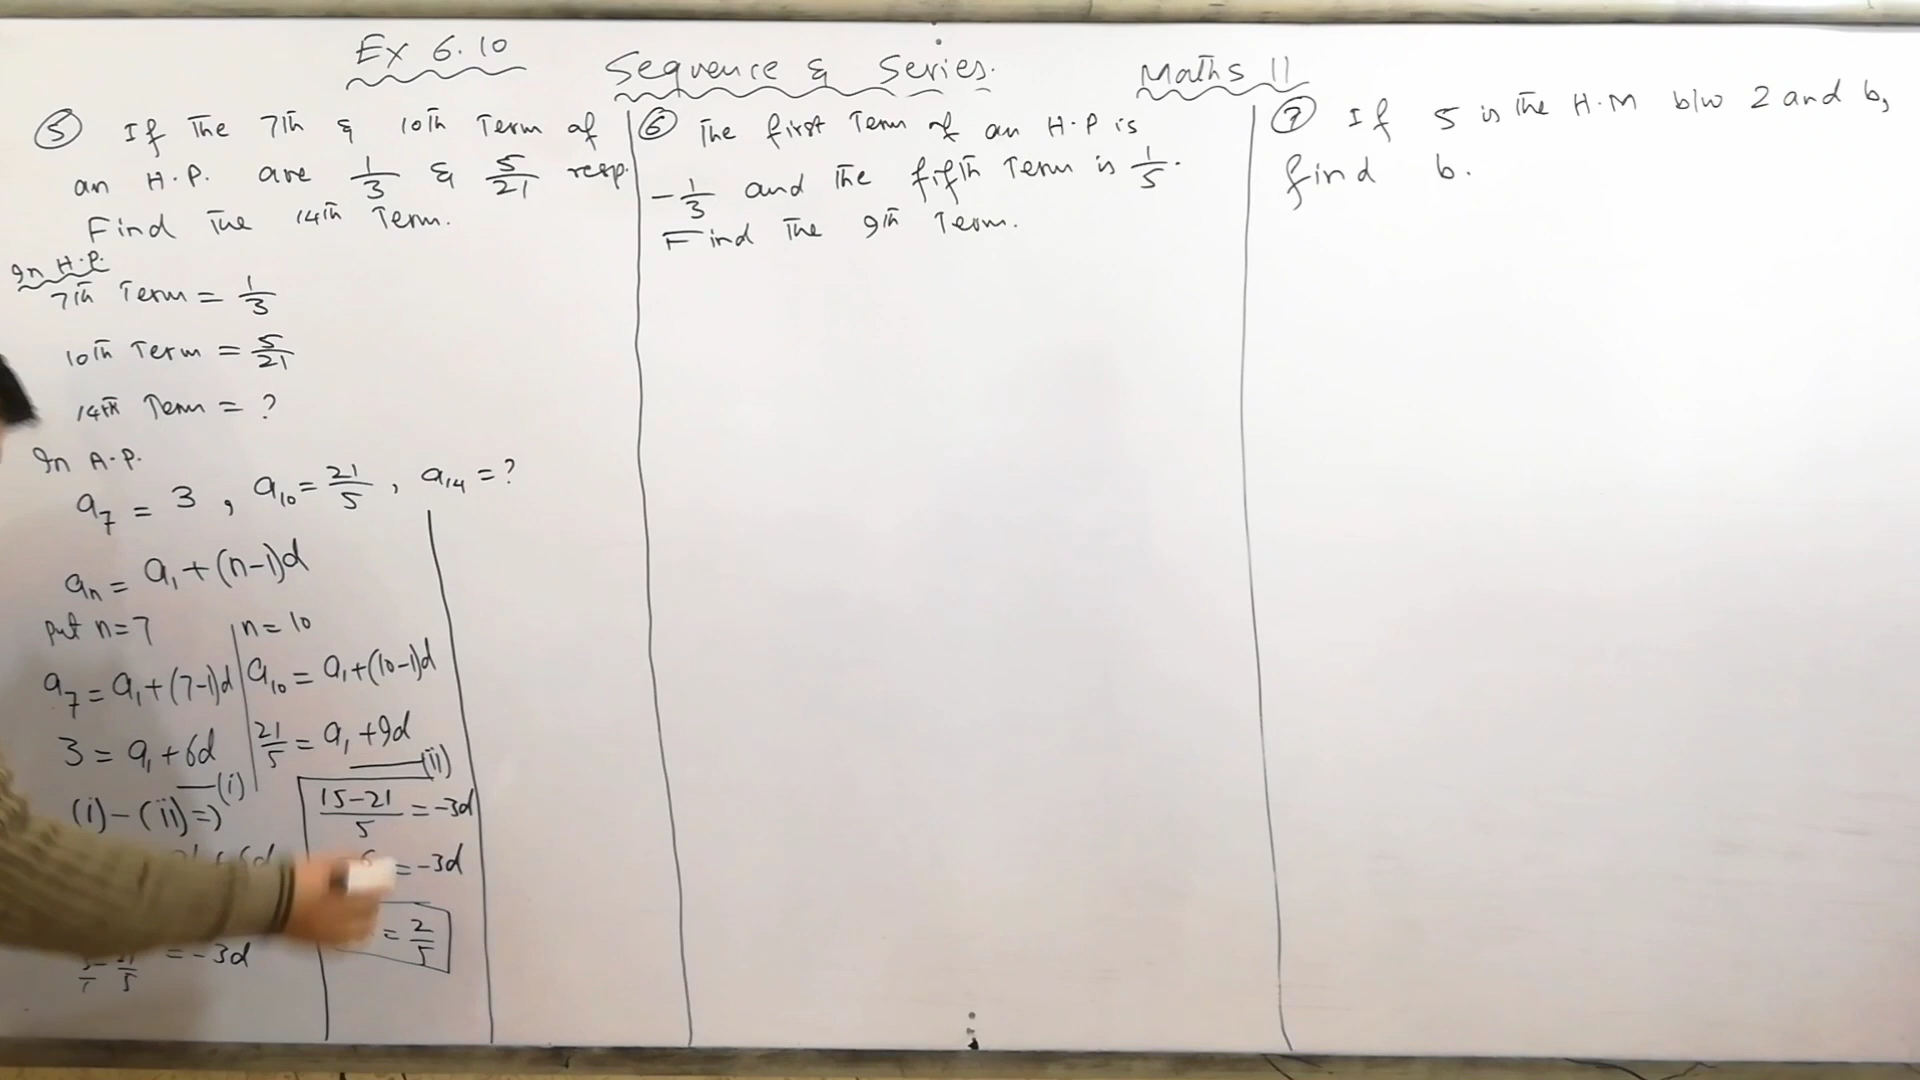 Ex 6.10
Sequence & Series.
Maths 11
⑤ If The 7th & 10th Term of
an H.P. are 1/3 & 5/21 resp.
Find The 14th Term.
In H.P.
7th Term = 1/3
10th Term = 5/21
14th Term = ?
In A.P.
a₇ = 3 , a₁₀ = 21/5 , a₁₄ = ?
aₙ = a₁ + (n-1)d
Put n=7
a₇ = a₁ + (7-1)d
3 = a₁ + 6d —(i)
n = 10
a₁₀ = a₁ + (10-1)d
21/5 = a₁ + 9d —(ii)
(i) - (ii) =>
= -3d
(15-21)/5 = -3d
= -3d
= 2/5
⑥ The first Term of an H.P is
-1/3 and The fifth Term is 1/5.
Find The 9th Term.
⑦ If 5 is The H.M b/w 2 and b,
find b.